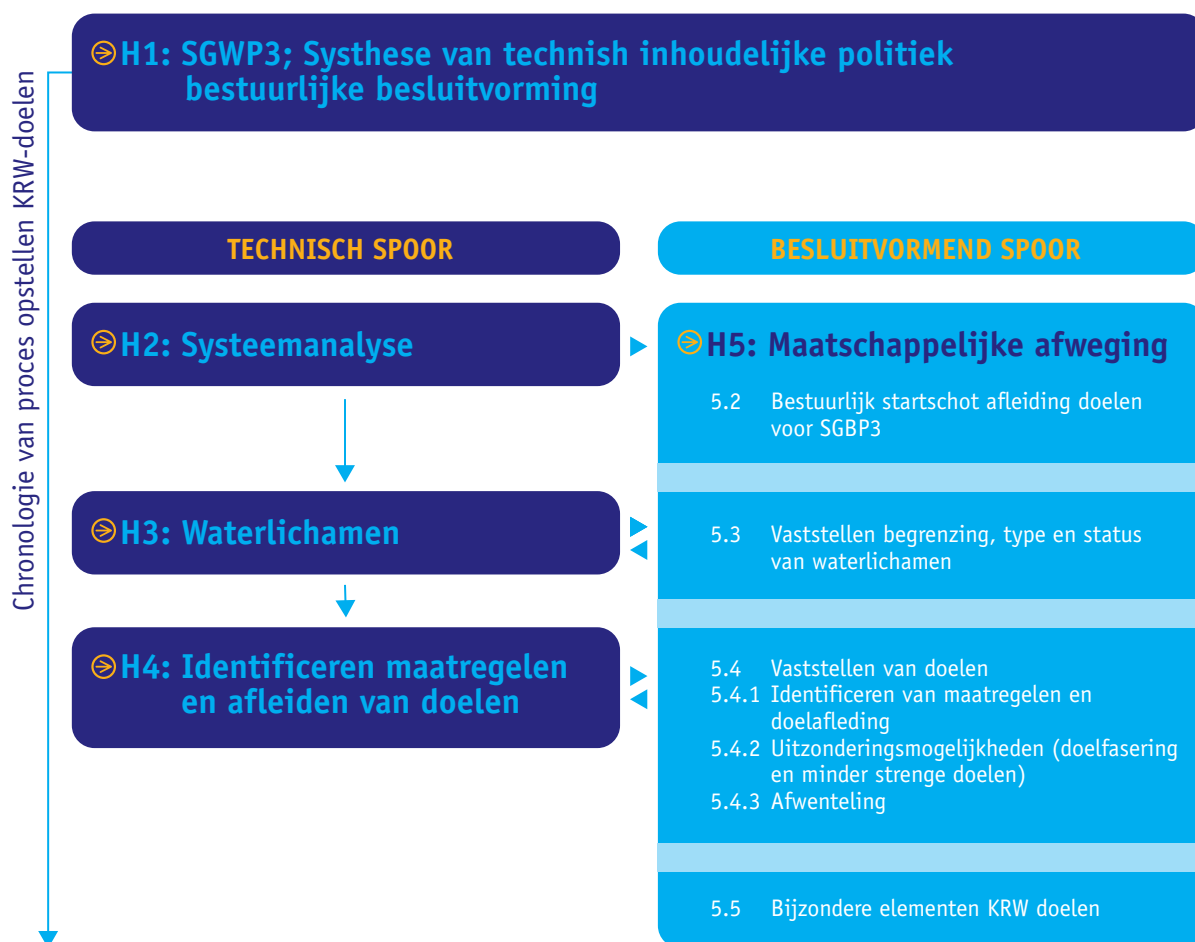 Chronologie van proces opstellen KRW-doelen
H1: SGWP3; Systhese van technish inhoudelijke politiek
bestuurlijke besluitvorming
TECHNISCH SPOOR
BESLUITVORMEND SPOOR
H2: Systeemanalyse
H3: Waterlichamen
H4: Identificeren maatregelen
en afleiden van doelen
H5: Maatschappelijke afweging
5.2 Bestuurlijk startschot afleiding doelen
voor SGBP3
5.3 Vaststellen begrenzing, type en status
van waterlichamen
5.4 Vaststellen van doelen
5.4.1 Identificeren van maatregelen en
doelafleding
5.4.2 Uitzonderingsmogelijkheden (doelfasering
en minder strenge doelen)
5.4.3 Afwenteling
5.5 Bijzondere elementen KRW doelen